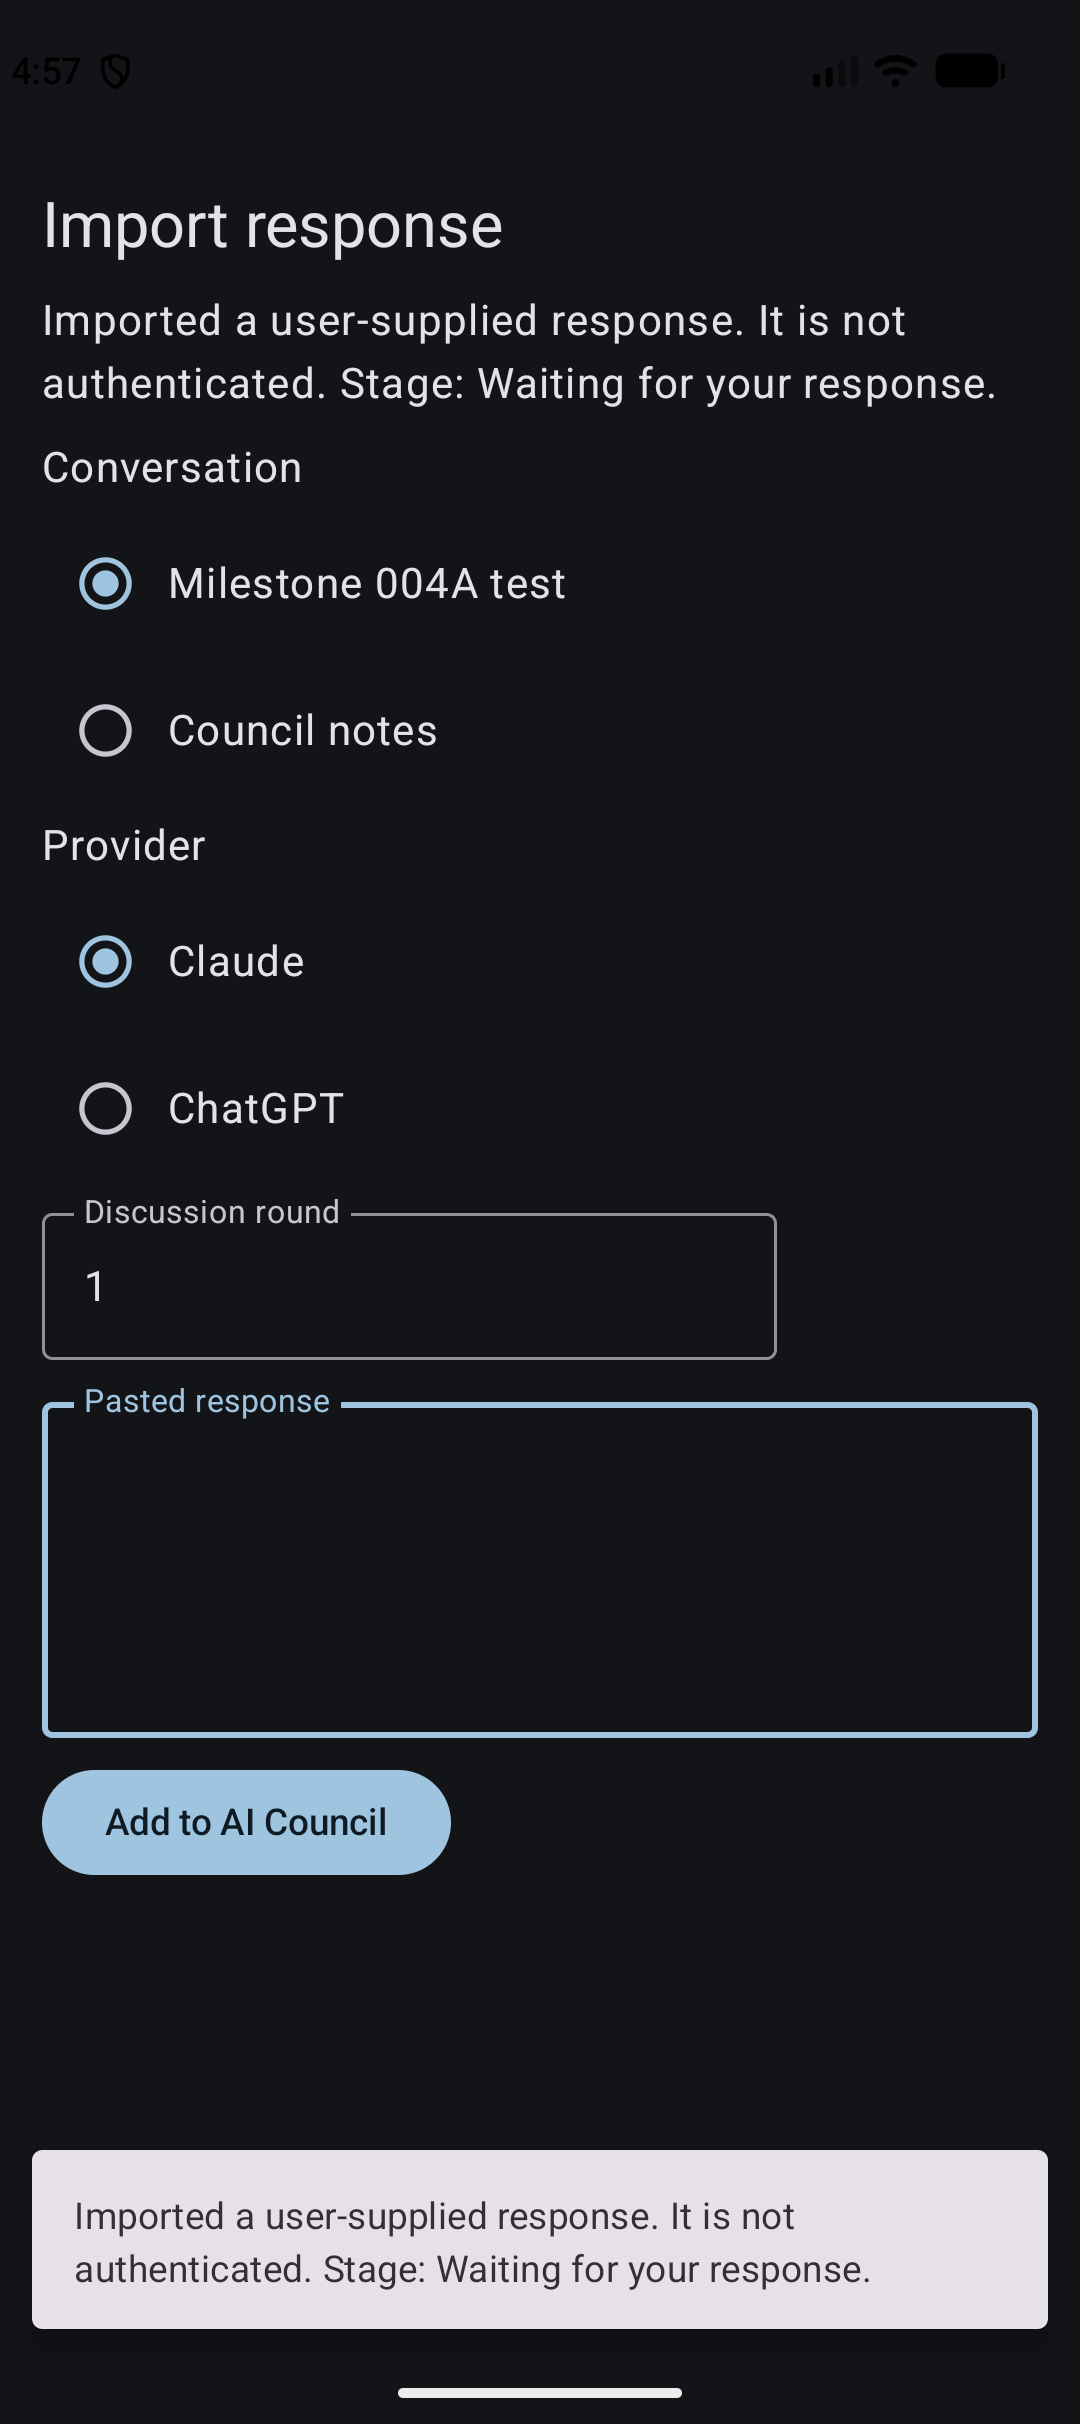 4:57
Import response
Imported a user-supplied response. It is not
authenticated. Stage: Waiting for your response.
Conversation
Milestone 004A test
Council notes
Provider
Claude
ChatGPT
Discussion round
1
Pasted response
Add to AI Council
Imported a user-supplied response. It is not
authenticated. Stage: Waiting for your response.